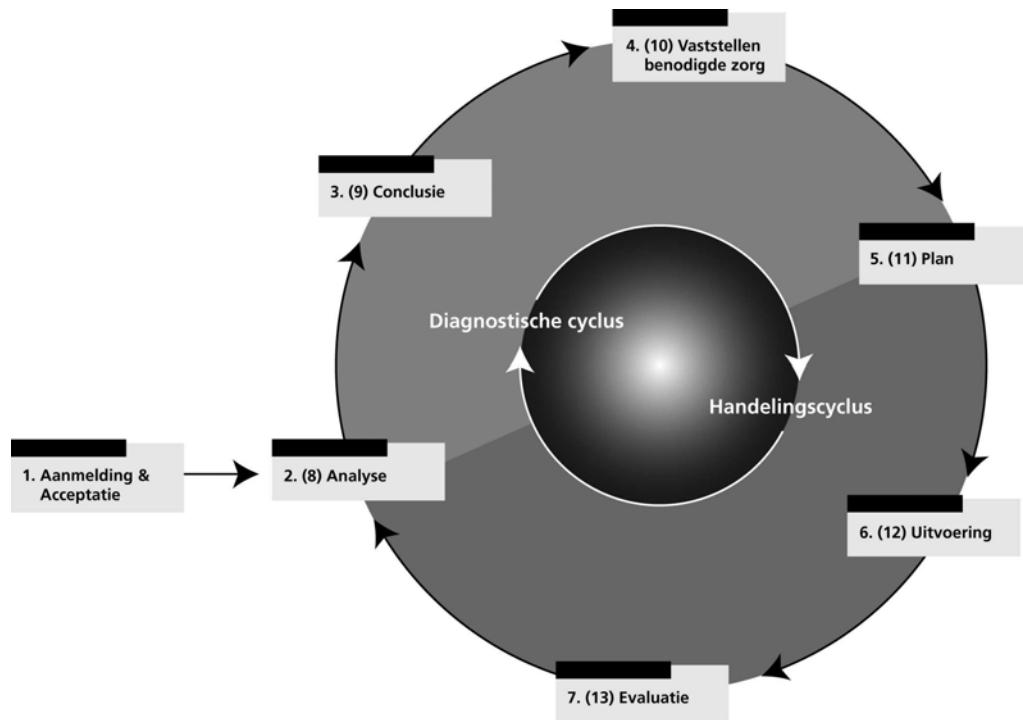 1. Aanmelding &
Acceptatie
2. (8) Analyse
3. (9) Conclusie
4. (10) Vaststellen
benodigde zorg
5. (11) Plan
6. (12) Uitvoering
7. (13) Evaluatie
Diagnostische cyclus
Handelingscyclus